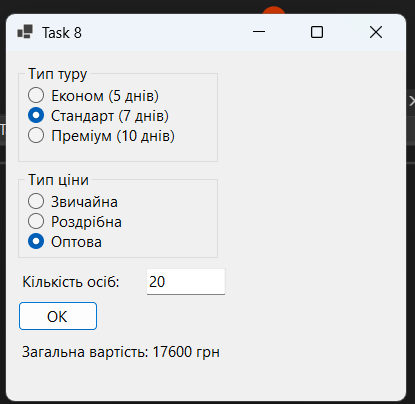 Task 8
Тип туру
Економ (5 днів)
Стандарт (7 днів)
Преміум (10 днів)
Тип ціни
Звичайна
Роздрібна
Оптова
Кількість осіб: 20
OK
Загальна вартість: 17600 грн